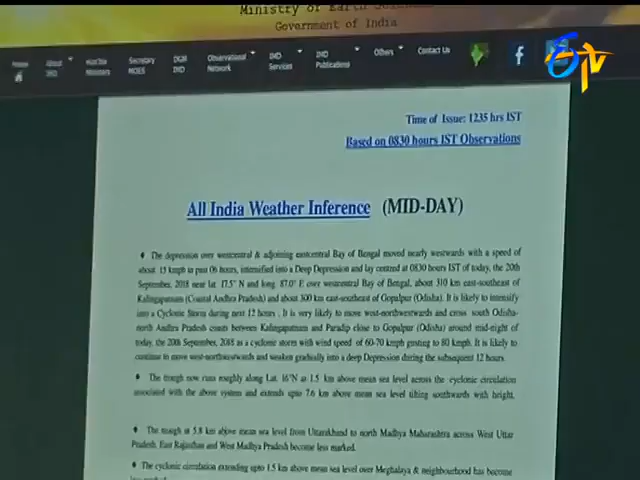 Ministry of Earth
Government of India
Home
About IMD
Hon'ble Ministers
Secretary MOES
DGM IMD
Observational Network
IMD Services
IMD Publications
Others
Contact Us
f
ETV
Time of Issue: 1235 hrs IST
Based on 0830 hours IST Observations
All India Weather Inference (MID-DAY)
♦ The depression over westcentral & adjoining eastcentral Bay of Bengal moved nearly westwards with a speed of
about 15 kmph in past 06 hours, intensified into a Deep Depression and lay centred at 0830 hours IST of today, the 20th
September, 2018 near lat. 17.5°N and long. 87.0° E over westcentral Bay of Bengal, about 310 km east-southeast of
Kalingapatnam (Coastal Andhra Pradesh) and about 300 km east-southeast of Gopalpur (Odisha). It is likely to intensify
into a Cyclonic Storm during next 12 hours. It is very likely to move west-northwestwards and cross south Odisha-
north Andhra Pradesh coasts between Kalingapatnam and Paradip close to Gopalpur (Odisha) around mid-night of
today, the 20th September, 2018 as a cyclonic storm with wind speed of 60-70 kmph gusting to 80 kmph. It is likely to
continue to move west-northwestwards and weaken gradually into a deep Depression during the subsequent 12 hours.
♦ The trough now runs roughly along Lat. 16°N at 1.5 km above mean sea level across the cyclonic circulation
associated with the above system and extends upto 7.6 km above mean sea level tilting southwards with height.
♦ The trough at 5.8 km above mean sea level from Uttarakhand to north Madhya Maharashtra across West Uttar
Pradesh, East Rajasthan and West Madhya Pradesh become less marked.
♦ The cyclonic circulation extending upto 1.5 km above mean sea level over Meghalaya & neighbourhood has become